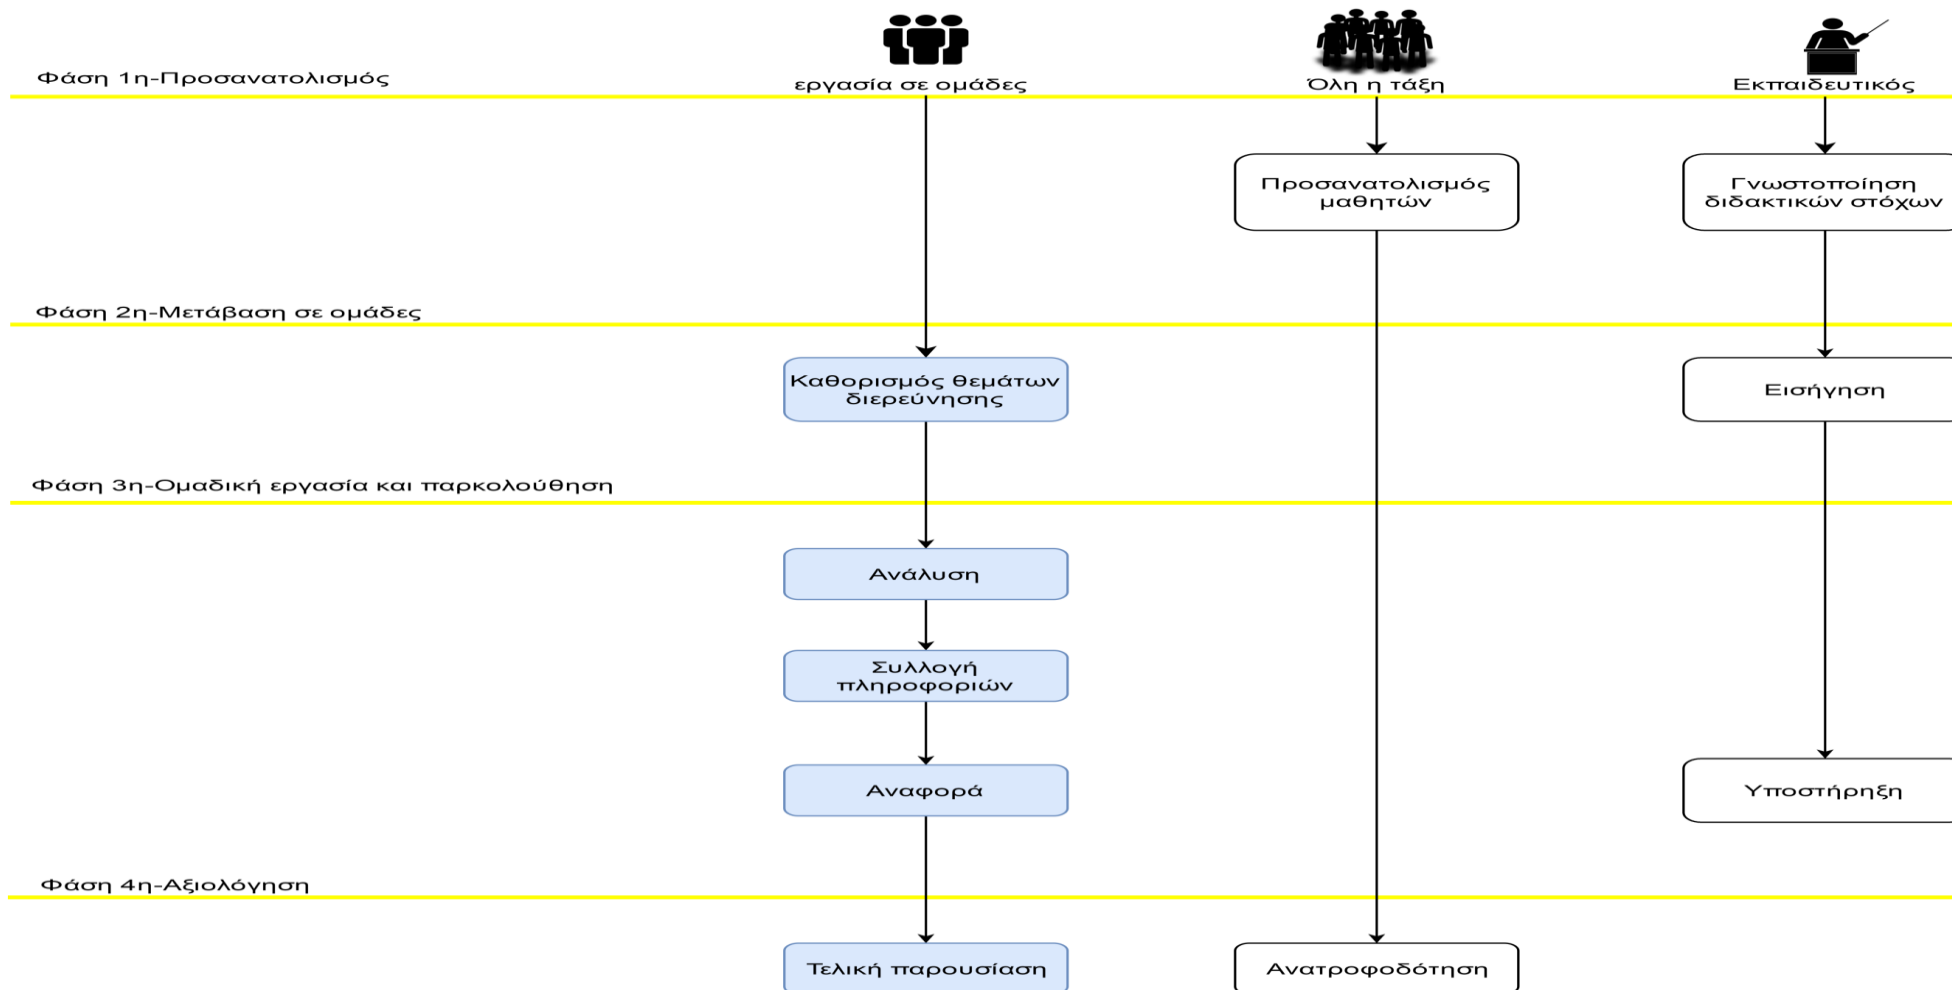 Φάση 1η-Προσανατολισμός
εργασία σε ομάδες
Όλη η τάξη
Εκπαιδευτικός
Προσανατολισμός
μαθητών
Γνωστοποίηση
διδακτικών στόχων
Φάση 2η-Μετάβαση σε ομάδες
Καθορισμός θεμάτων
διερεύνησης
Εισήγηση
Φάση 3η-Ομαδική εργασία και παρκολούθηση
Ανάλυση
Συλλογή
πληροφοριών
Αναφορά
Υποστήρηξη
Φάση 4η-Αξιολόγηση
Τελική παρουσίαση
Ανατροφοδότηση